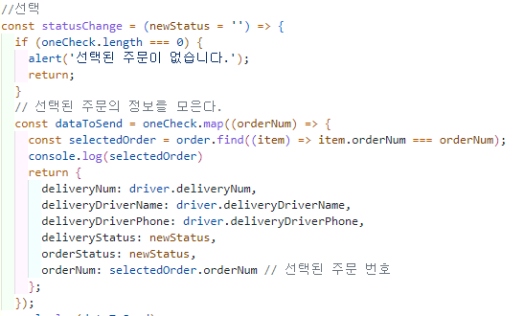 //선택
const statusChange = (newStatus = '') => {
if (oneCheck.length === 0) {
alert('선택된 주문이 없습니다.');
return;
}
// 선택된 주문의 정보를 모은다.
const dataToSend = oneCheck.map((orderNum) => {
const selectedOrder = order.find((item) => item.orderNum === orderNum);
console.log(selectedOrder)
return {
deliveryNum: driver.deliveryNum,
deliveryDriverName: driver.deliveryDriverName,
deliveryDriverPhone: driver.deliveryDriverPhone,
deliveryStatus: newStatus,
orderStatus: newStatus,
orderNum: selectedOrder.orderNum // 선택된 주문 번호
};
});